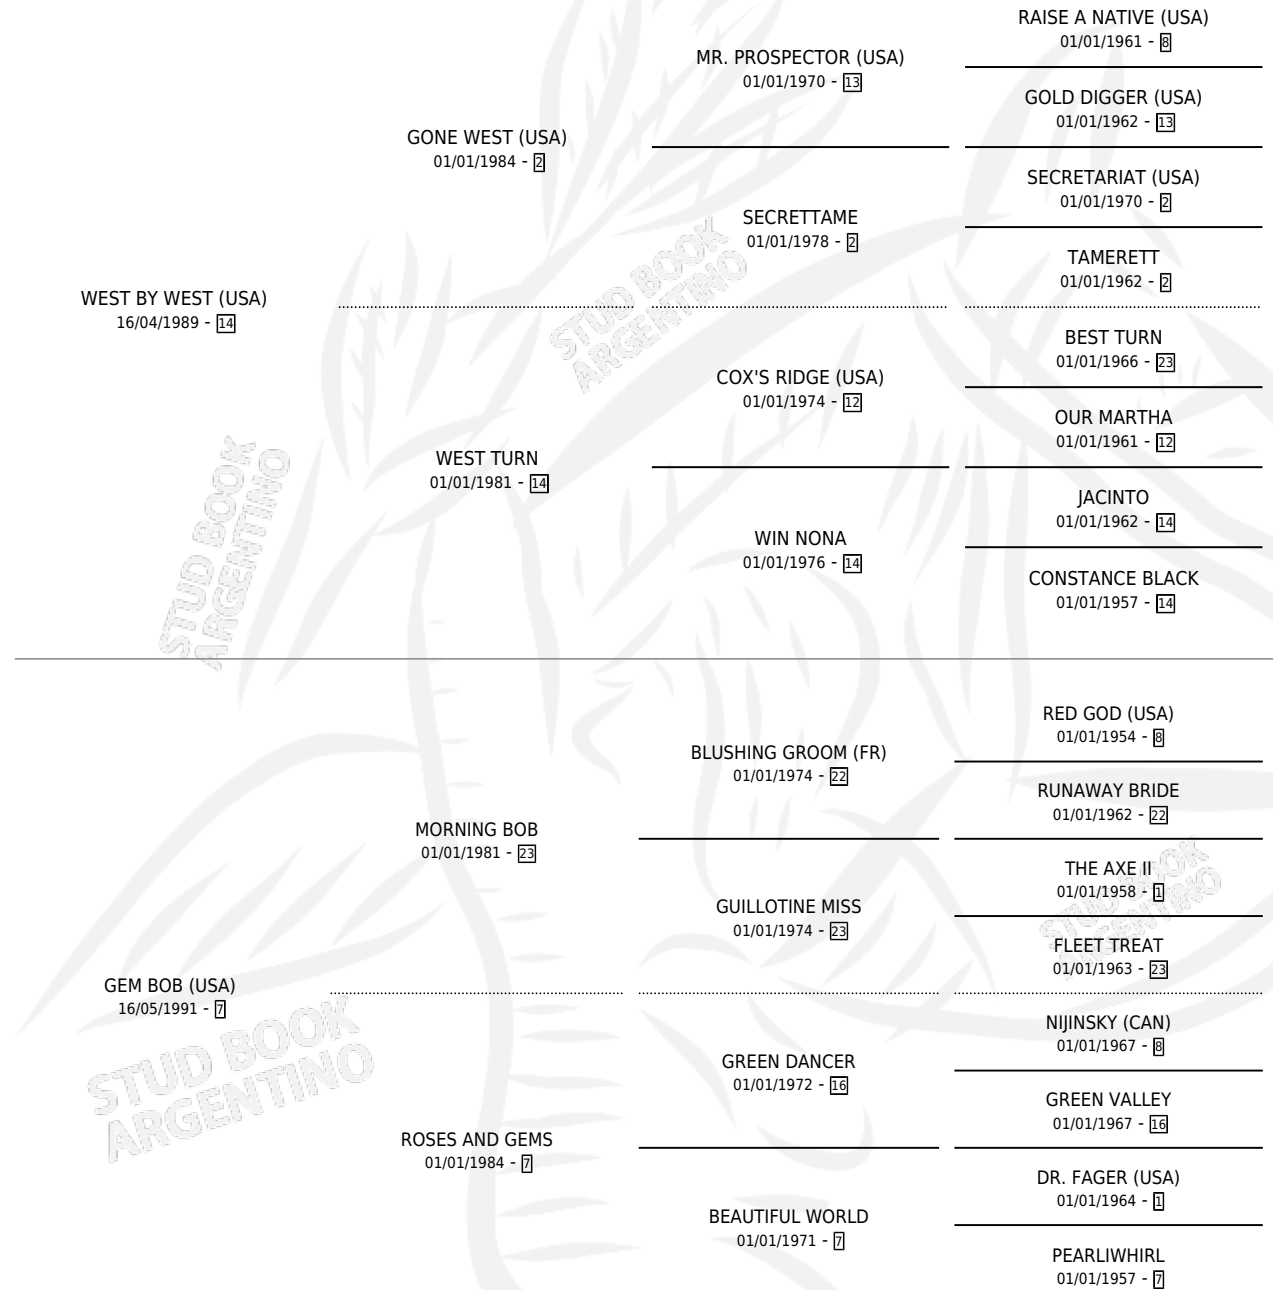 RAISE A NATIVE (USA)
01/01/1961 - 8
MR. PROSPECTOR (USA)
01/01/1970 - 13
GOLD DIGGER (USA)
01/01/1962 - 13
GONE WEST (USA)
01/01/1984 - 2
SECRETARIAT (USA)
01/01/1970 - 2
SECRETTAME
01/01/1978 - 2
TAMERETT
01/01/1962 - 2
WEST BY WEST (USA)
16/04/1989 - 14
STUD BOOK
ARGENTINO
BEST TURN
01/01/1966 - 23
COX'S RIDGE (USA)
01/01/1974 - 12
OUR MARTHA
01/01/1961 - 12
WEST TURN
01/01/1981 - 14
JACINTO
01/01/1962 - 14
WIN NONA
01/01/1976 - 14
CONSTANCE BLACK
01/01/1957 - 14
STUD BOOK
ARGENTINO
RED GOD (USA)
01/01/1954 - 8
BLUSHING GROOM (FR)
01/01/1974 - 22
RUNAWAY BRIDE
01/01/1962 - 22
MORNING BOB
01/01/1981 - 23
THE AXE II
01/01/1958 - 1
GUILLOTINE MISS
01/01/1974 - 23
STUD BOOK
ARGENTINO
FLEET TREAT
01/01/1963 - 23
GEM BOB (USA)
16/05/1991 - 7
NIJINSKY (CAN)
01/01/1967 - 8
STUD BOOK
ARGENTINO
GREEN DANCER
01/01/1972 - 16
GREEN VALLEY
01/01/1967 - 16
ROSES AND GEMS
01/01/1984 - 7
DR. FAGER (USA)
01/01/1964 - 1
BEAUTIFUL WORLD
01/01/1971 - 7
PEARLIWHIRL
01/01/1957 - 7